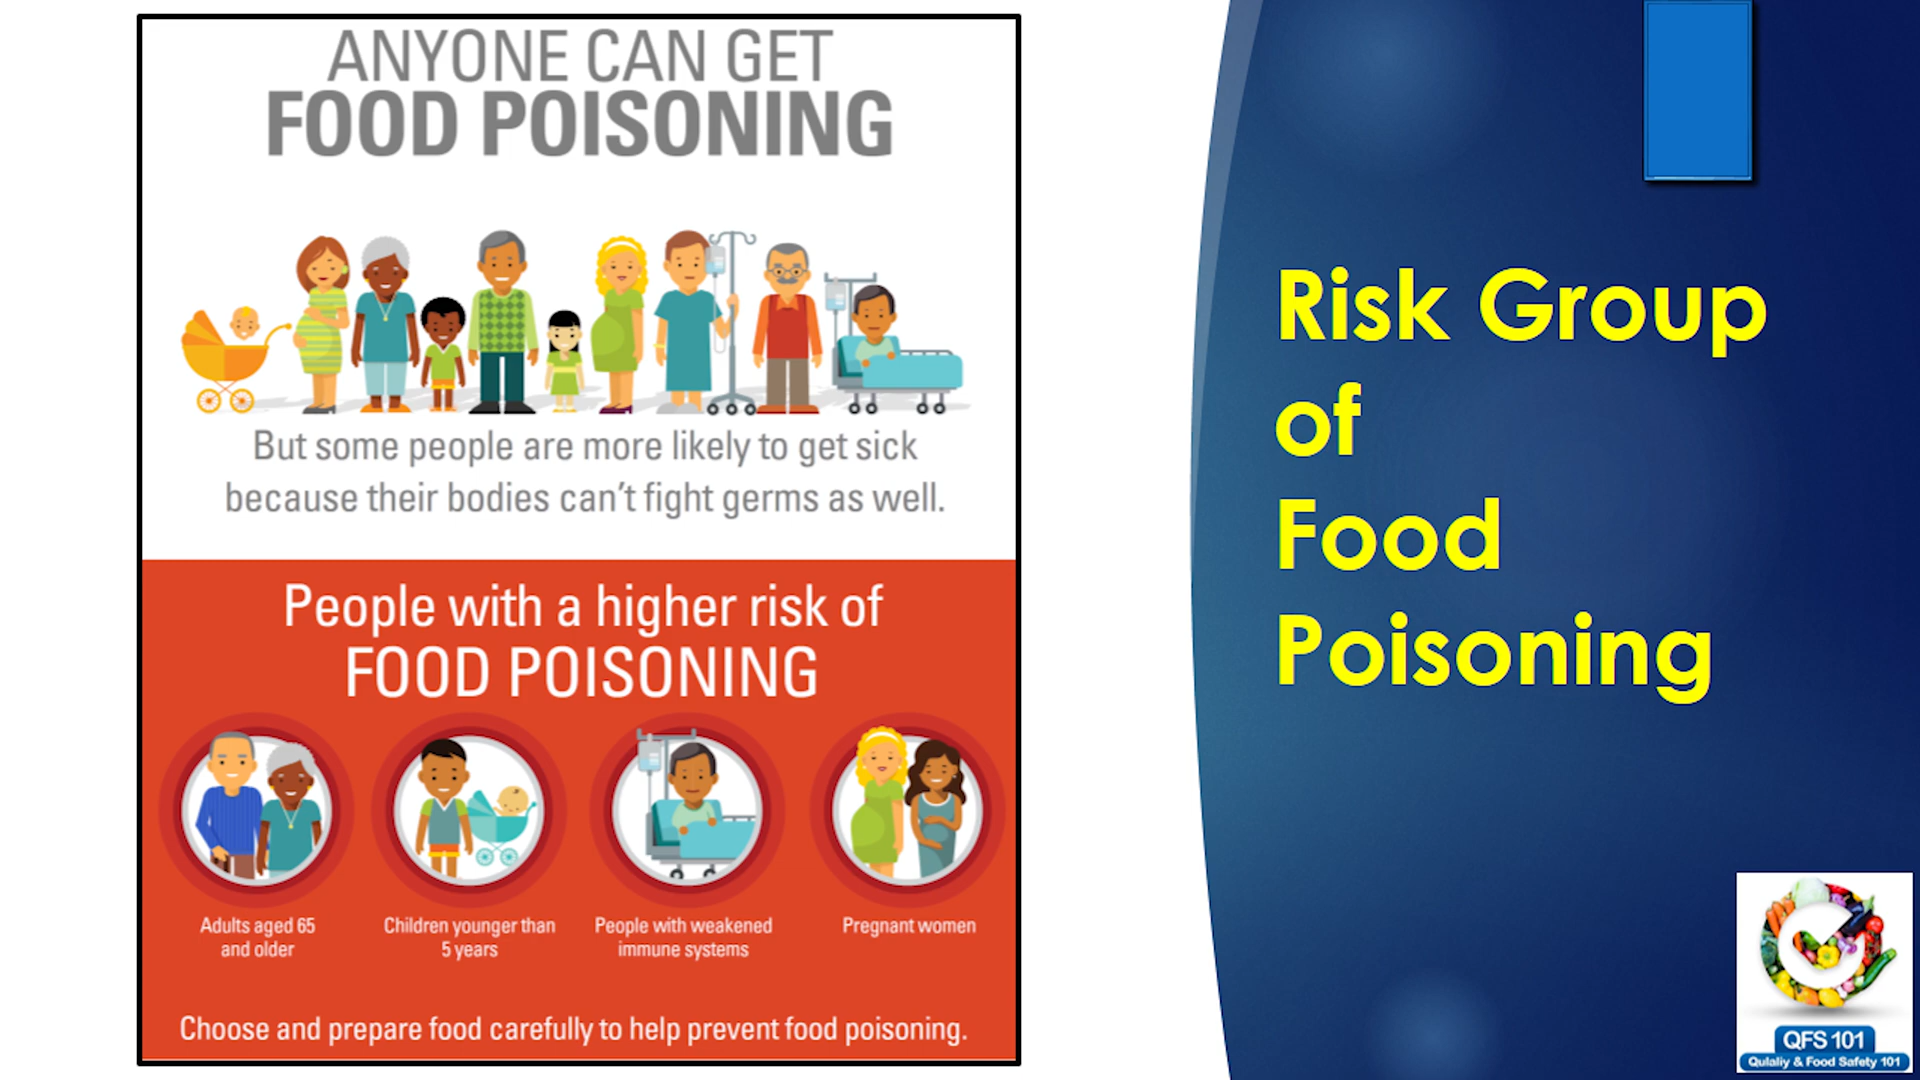 ANYONE CAN GET
FOOD POISONING
But some people are more likely to get sick
because their bodies can't fight germs as well.
People with a higher risk of
FOOD POISONING
Adults aged 65
and older
Children younger than
5 years
People with weakened
immune systems
Pregnant women
Choose and prepare food carefully to help prevent food poisoning.
Risk Group
of
Food
Poisoning
QFS 101
Qulaliy & Food Safety 101